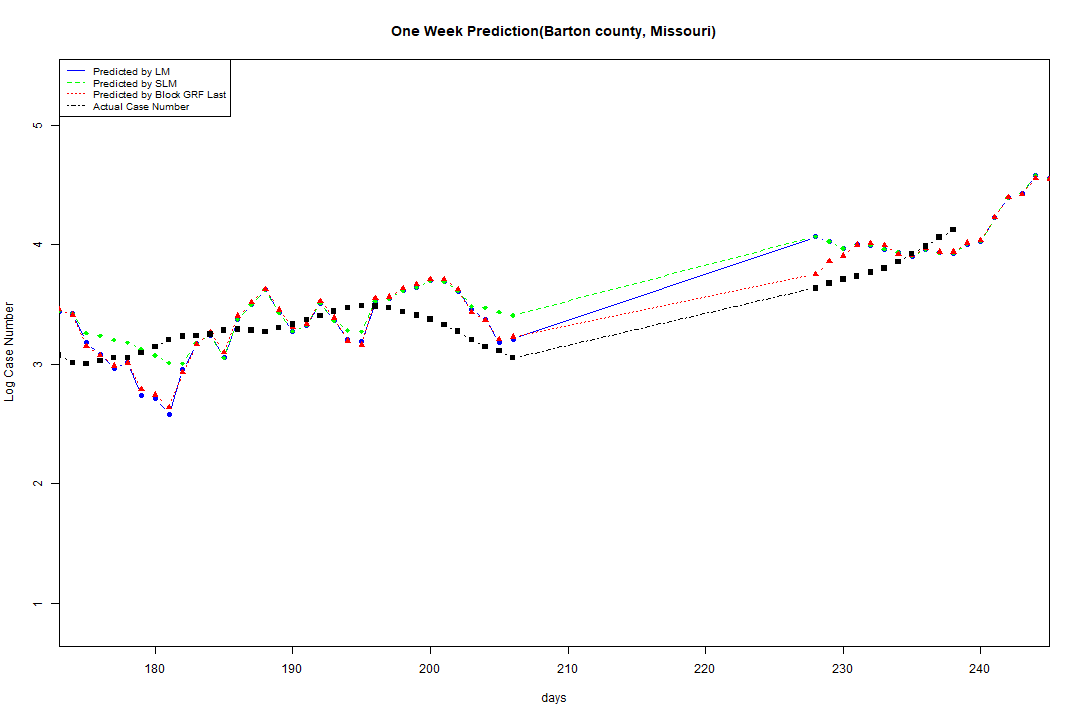 One Week Prediction(Barton county, Missouri)
Predicted by LM
Predicted by SLM
Predicted by Block GRF Last
Actual Case Number
5
4
3
2
1
Log Case Number
180 190 200 210 220 230 240
days